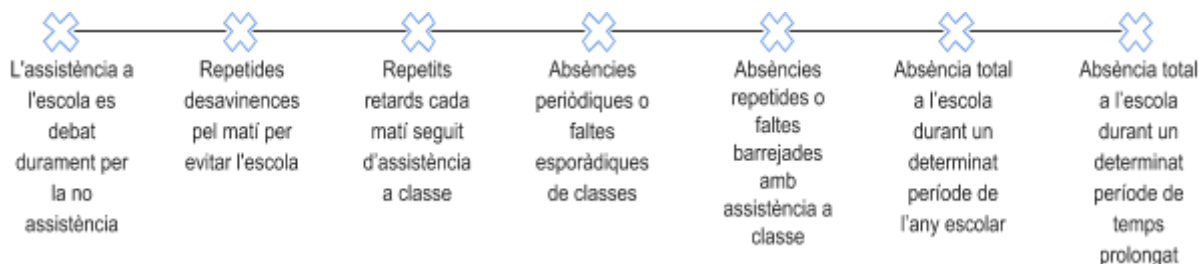 L'assistència a
l'escola es
debat
durament per
la no
assistència
Repetides
desavinences
pel matí per
evitar l'escola
Repetits
retards cada
matí seguit
d'assistència
a classe
Absències
periòdiques o
faltes
esporàdiques
de classes
Absències
repetides o
faltes
barrejades
amb
assistència a
classe
Absència total
a l'escola
durant un
determinat
període de
l'any escolar
Absència total
a l'escola
durant un
determinat
període de
temps
prolongat